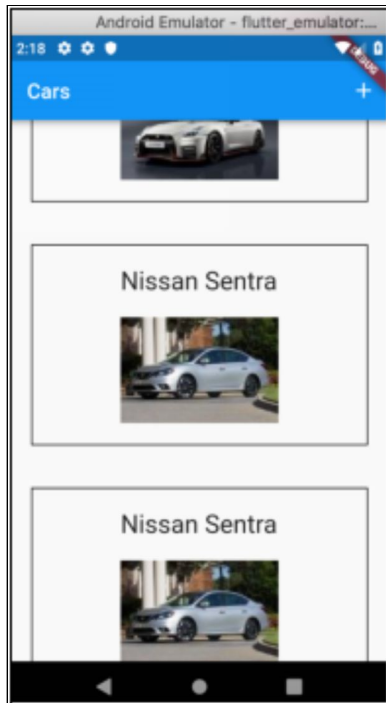 Android Emulator - flutter_emulator:...
2:18
DEBUG
Cars
+
Nissan Sentra
Nissan Sentra